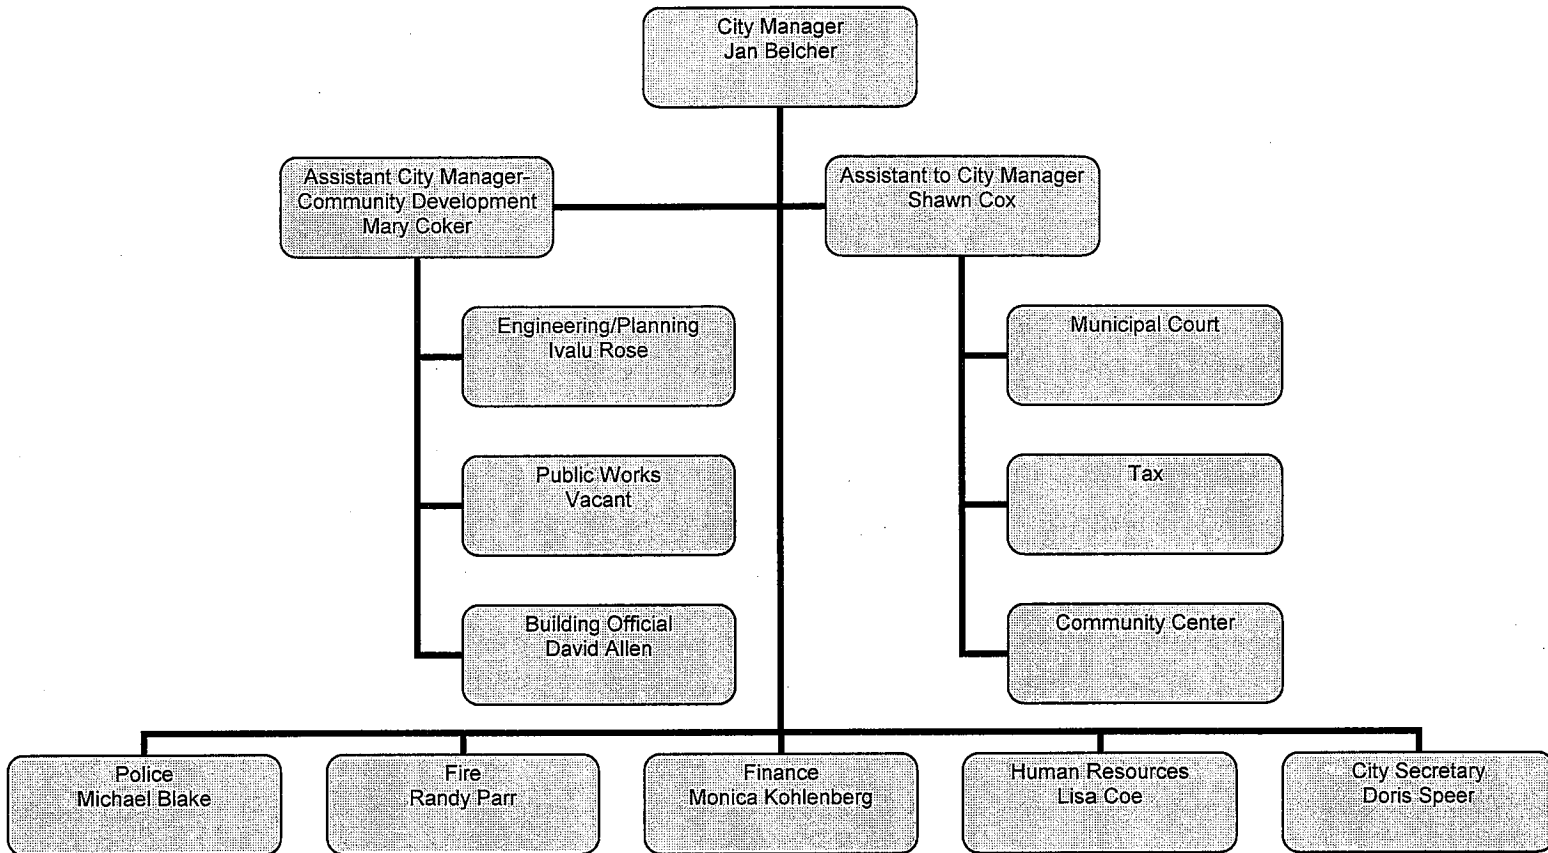 City Manager
Jan Belcher
Assistant City Manager-
Community Development
Mary Coker
Assistant to City Manager
Shawn Cox
Engineering/Planning
Ivalu Rose
Municipal Court
Public Works
Vacant
Tax
Building Official
David Allen
Community Center
Police
Michael Blake
Fire
Randy Parr
Finance
Monica Kohlenberg
Human Resources
Lisa Coe
City Secretary
Doris Speer